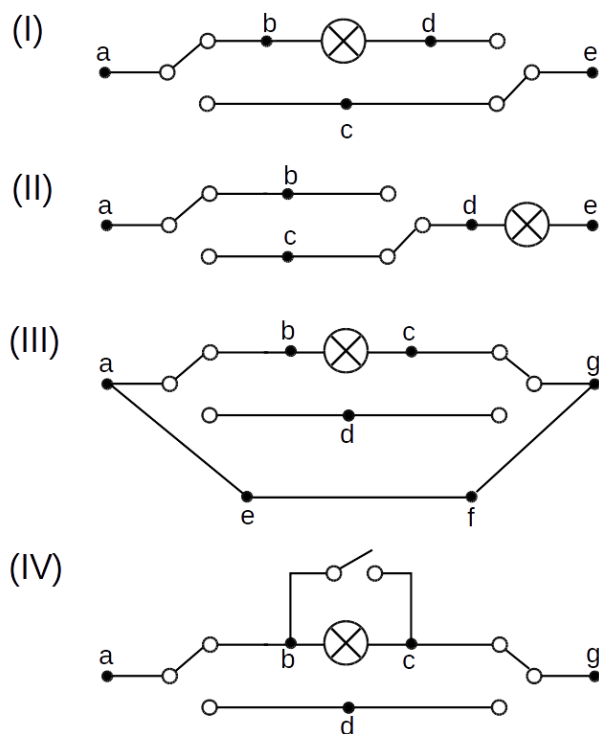 (I)
a b d e
c
(II)
a b d e
c
(III)
a b c g
d
e f
(IV)
a b c g
d